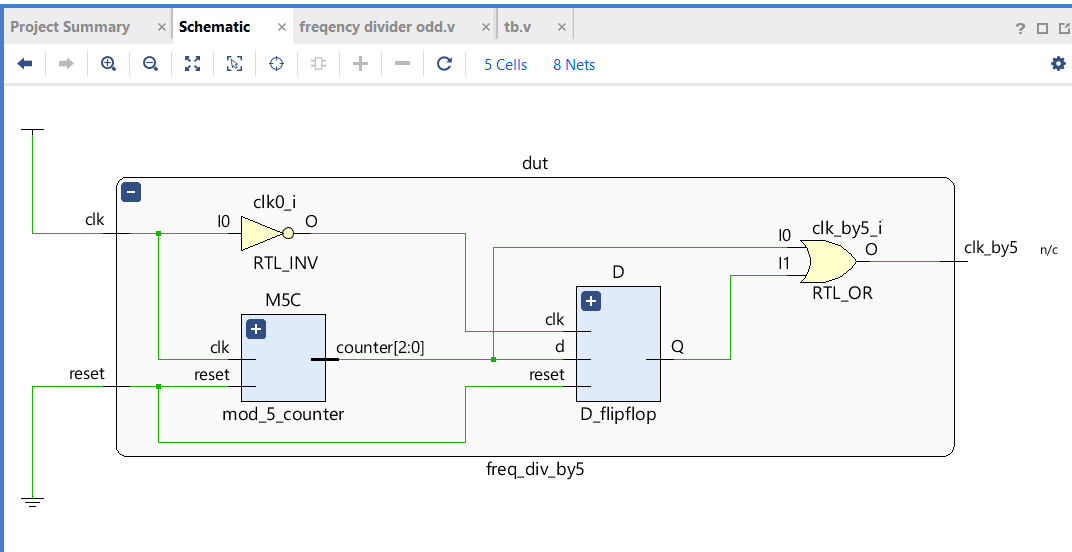 Project Summary × Schematic × freqency divider odd.v × tb.v ×
?
5 Cells 8 Nets
dut
clk
clk0_i
I0 O
RTL_INV
I0 clk_by5_i
O
I1
RTL_OR
clk_by5 n/c
M5C
clk
reset
counter[2:0]
mod_5_counter
D
clk
d
reset
Q
D_flipflop
reset
freq_div_by5